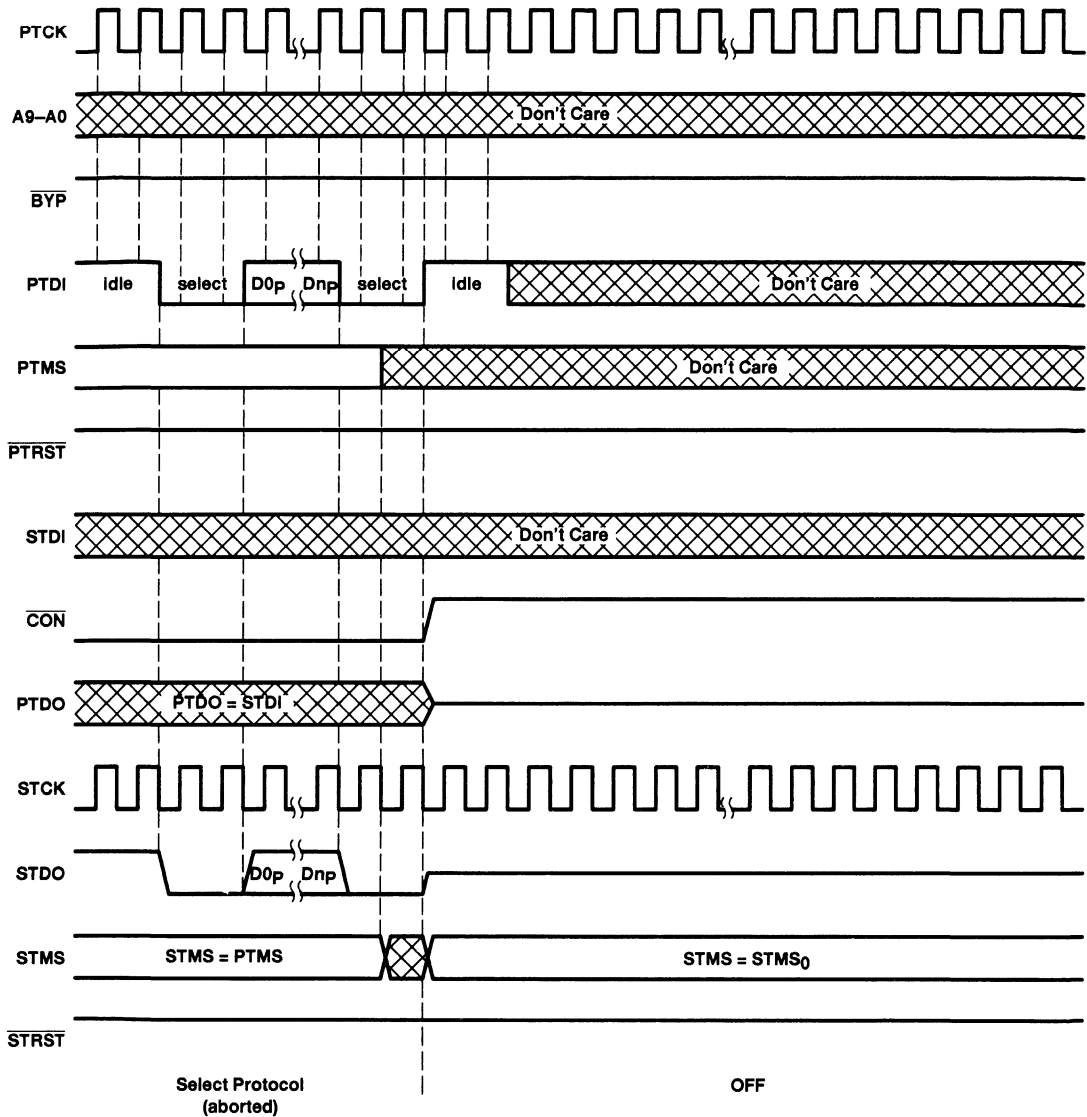 PTCK
A9–A0
Don't Care
BYP
PTDI
idle
select
D0P
DnP
select
idle
Don't Care
PTMS
Don't Care
PTRST
STDI
Don't Care
CON
PTDO
PTDO = STDI
STCK
STDO
D0P
DnP
STMS
STMS = PTMS
STMS = STMS0
STRST
Select Protocol
(aborted)
OFF